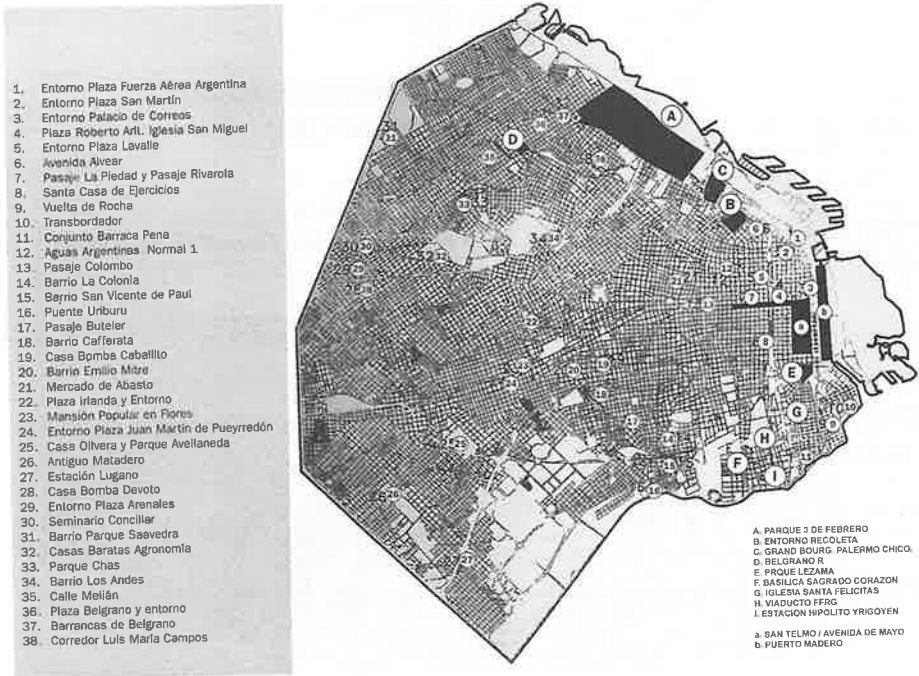 1. Entorno Plaza Fuerza Aérea Argentina
2. Entorno Plaza San Martín
3. Entorno Palacio de Correos
4. Plaza Roberto Arlt. Iglesia San Miguel
5. Entorno Plaza Lavalle
6. Avenida Alvear
7. Pasaje La Piedad y Pasaje Rivarola
8. Santa Casa de Ejercicios
9. Vuelta de Rocha
10. Transbordador
11. Conjunto Barraca Pena
12. Aguas Argentinas Normal 1
13. Pasaje Colombo
14. Barrio La Colonia
15. Barrio San Vicente de Paul
16. Puente Uriburu
17. Pasaje Buteler
18. Barrio Cafferata
19. Casa Bomba Caballito
20. Barrio Emilio Mitre
21. Mercado de Abasto
22. Plaza Irlanda y Entorno
23. Mansión Popular en Flores
24. Entorno Plaza Juan Martin de Pueyrredón
25. Casa Olivera y Parque Avellaneda
26. Antiguo Matadero
27. Estación Lugano
28. Casa Bomba Devoto
29. Entorno Plaza Arenales
30. Seminario Conciliar
31. Barrio Parque Saavedra
32. Casas Baratas Agronomía
33. Parque Chas
34. Barrio Los Andes
35. Calle Melián
36. Plaza Belgrano y entorno
37. Barrancas de Belgrano
38. Corredor Luis María Campos
A. PARQUE 3 DE FEBRERO
B. ENTORNO RECOLETA
C. GRAND BOURG PALERMO CHICO
D. BELGRANO R
E. PRQUE LEZAMA
F. BASILICA SAGRADO CORAZON
G. IGLESIA SANTA FELICITAS
H. VIADUCTO FFRG
I. ESTACION HIPOLITO YRIGOYEN
a. SAN TELMO / AVENIDA DE MAYO
b. PUERTO MADERO